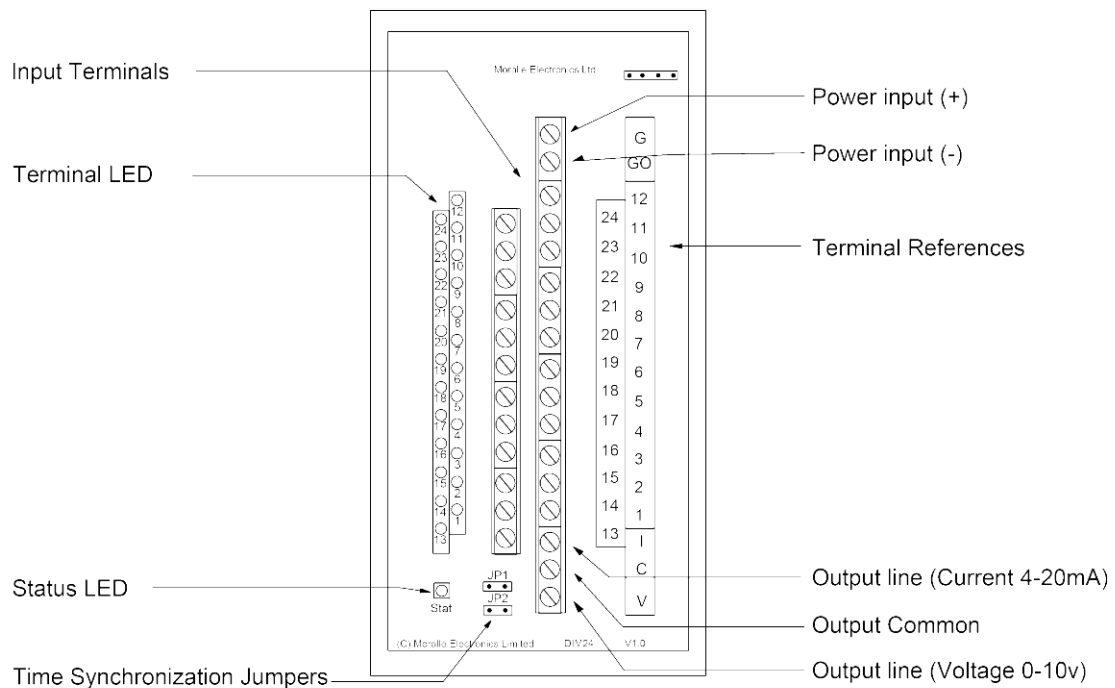 Moralle Electronics Ltd
Input Terminals
Terminal LED
Status LED
Time Synchronization Jumpers
Power input (+)
Power input (-)
Terminal References
Output line (Current 4-20mA)
Output Common
Output line (Voltage 0-10v)
12
11
10
9
8
7
6
5
4
3
2
1
24
23
22
21
20
19
18
17
16
15
14
13
Stat
JP1
JP2
G
GO
12
11
10
9
8
7
6
5
4
3
2
1
I
C
V
24
23
22
21
20
19
18
17
16
15
14
13
(C) Moralle Electronics Limited DIV24 V1.0